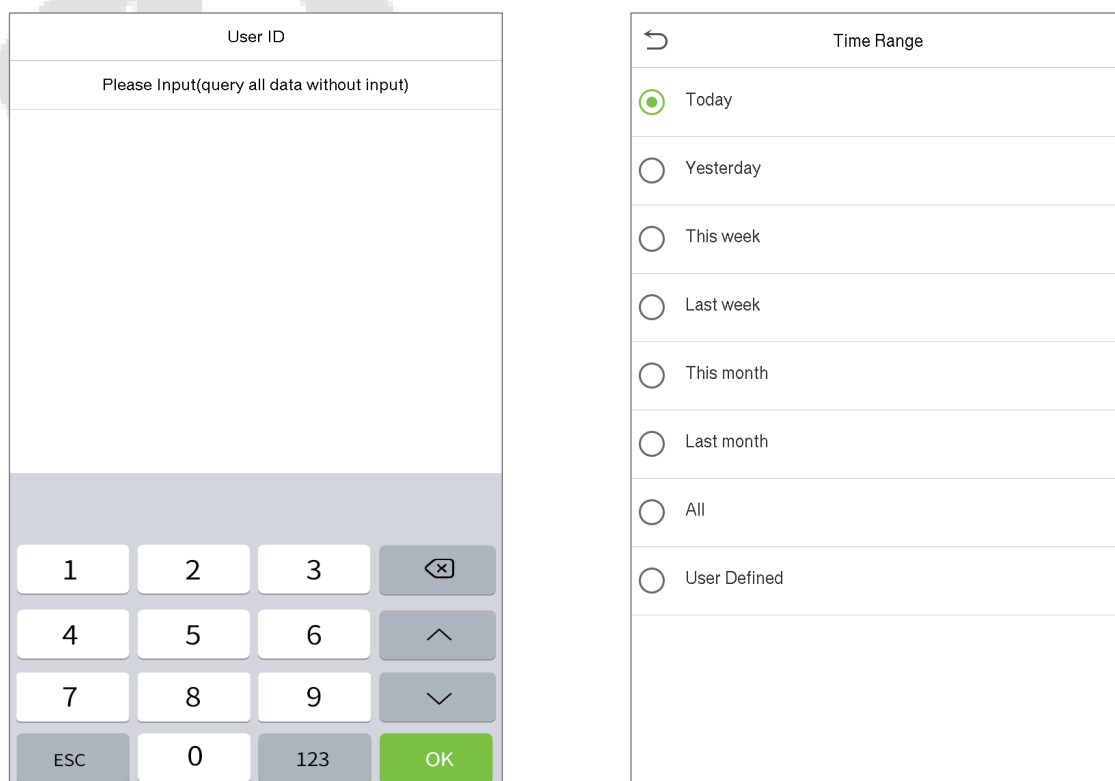 User ID
Please Input(query all data without input)
1 2 3
4 5 6
7 8 9
ESC 0 123 OK
Time Range
Today
Yesterday
This week
Last week
This month
Last month
All
User Defined